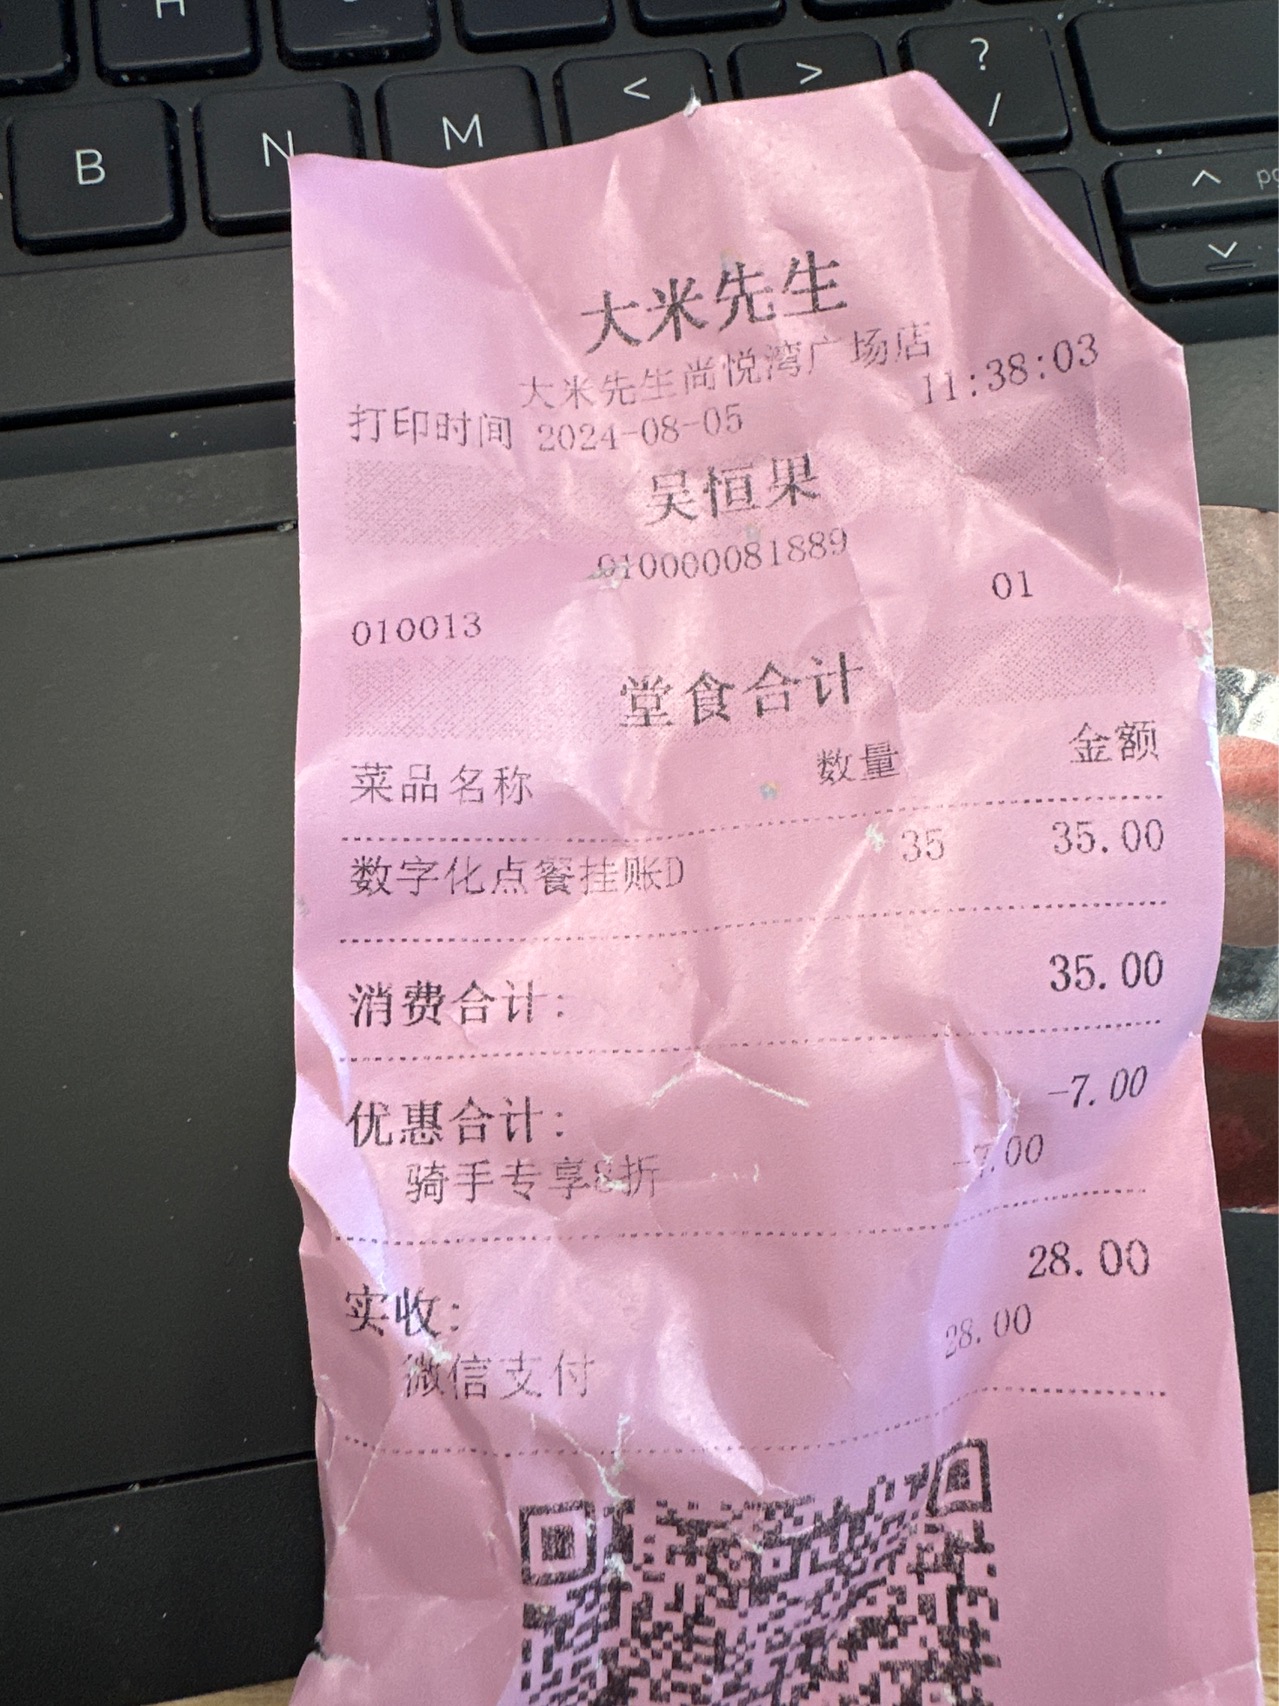 H
B N M < > ? /
大米先生
大米先生尚悦湾广场店
打印时间 2024-08-05 11:38:03
吴恒果
010000081889
010013 01
堂食合计
菜品名称 数量 金额
数字化点餐挂账D 35 35.00
消费合计: 35.00
优惠合计: -7.00
骑手专享8折 -7.00
实收: 28.00
微信支付 28.00